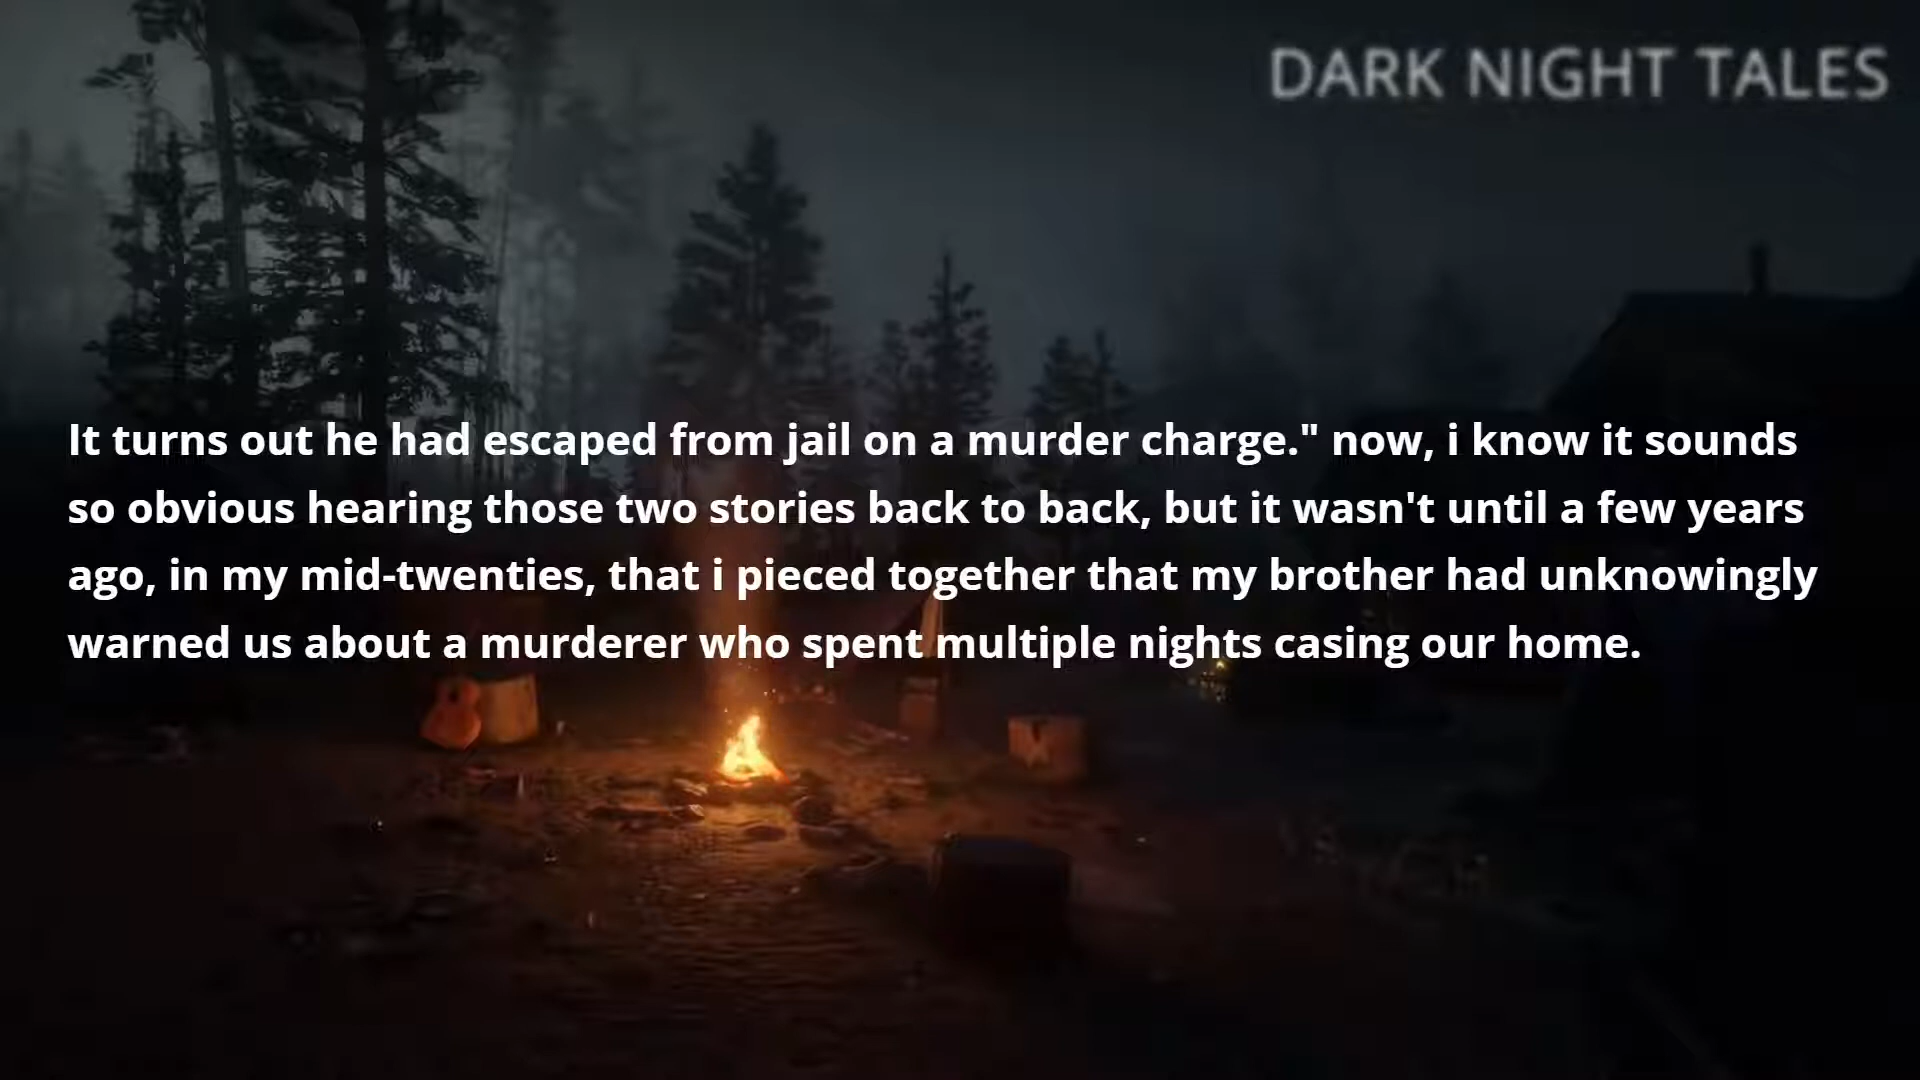 DARK NIGHT TALES
It turns out he had escaped from jail on a murder charge." now, i know it sounds
so obvious hearing those two stories back to back, but it wasn't until a few years
ago, in my mid-twenties, that i pieced together that my brother had unknowingly
warned us about a murderer who spent multiple nights casing our home.